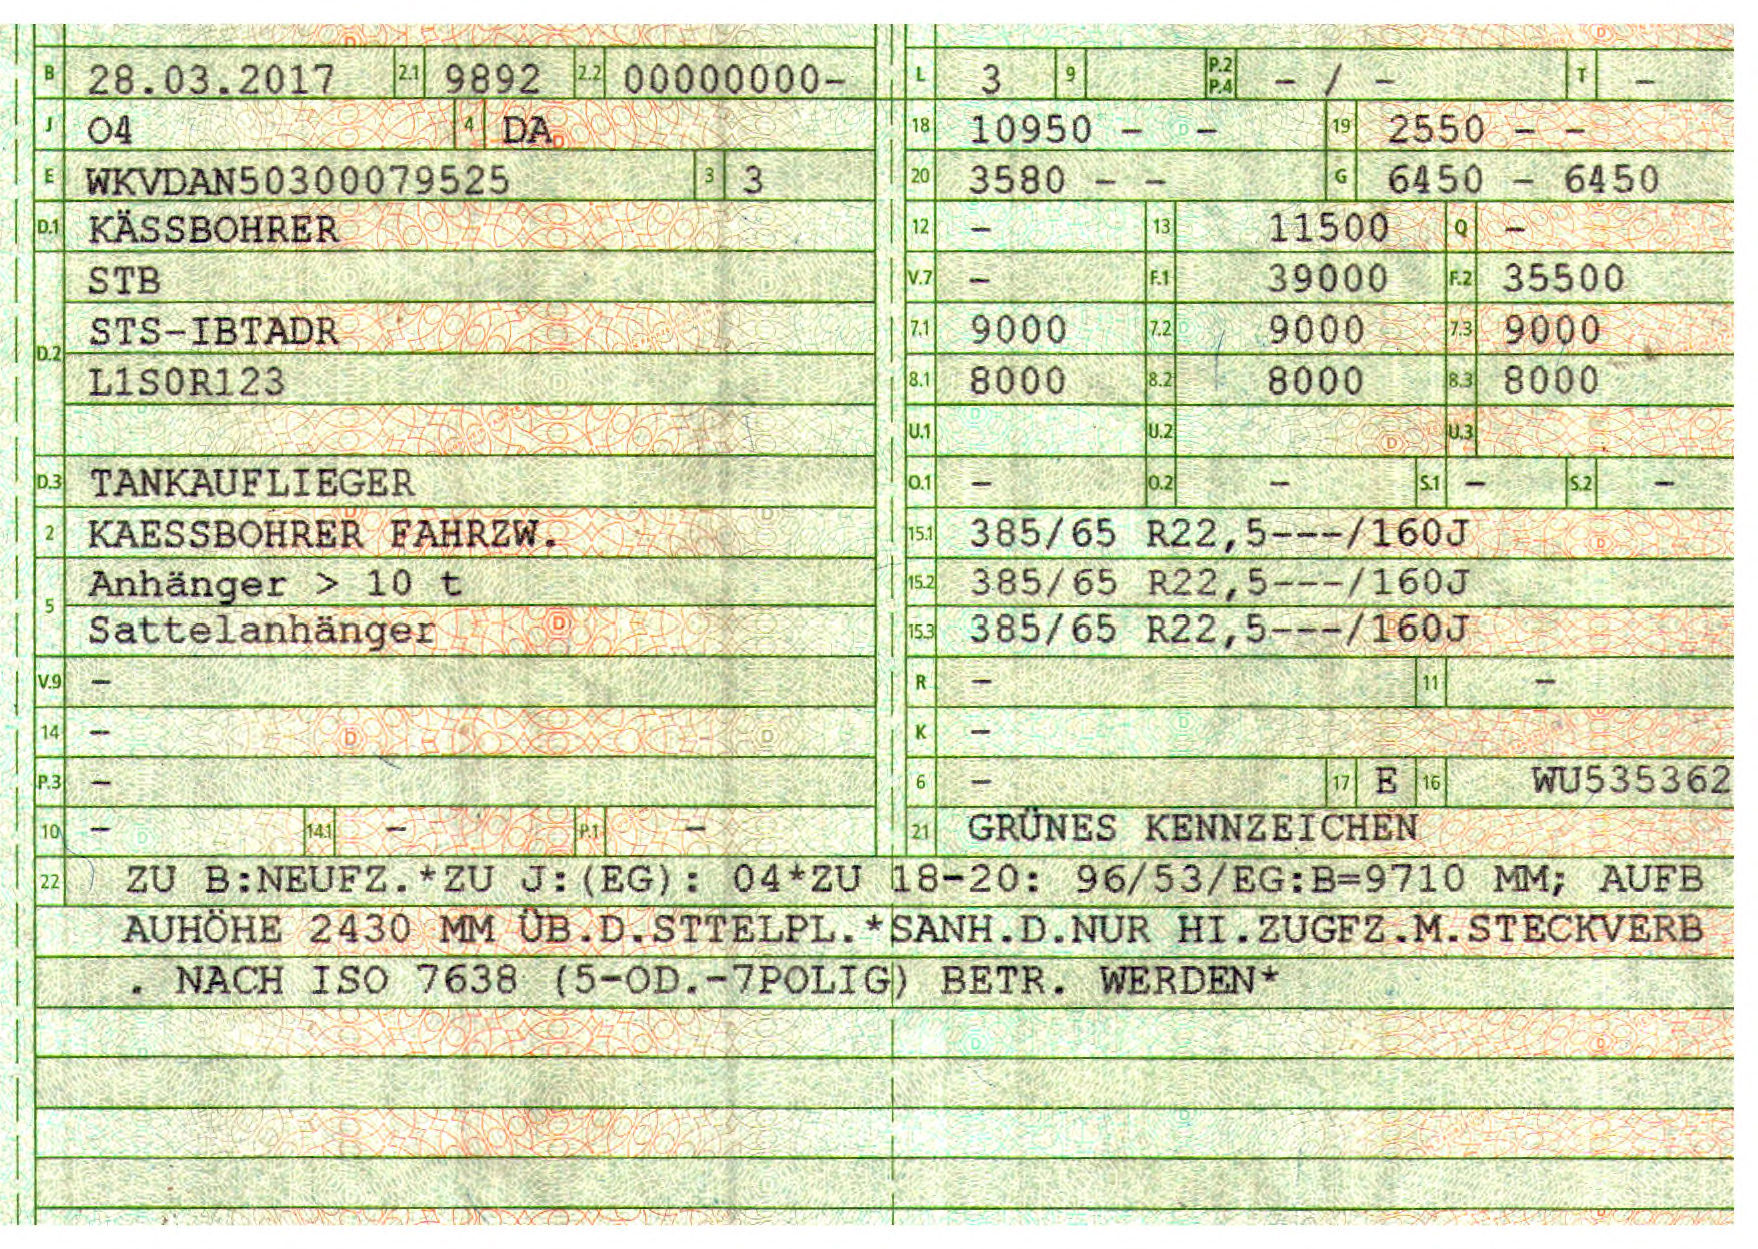 B 28.03.2017 2.1 9892 2.2 00000000-
J 04 4 DA
E WKVDAN50300079525 3 3
D.1 KÄSSBOHRER
D.2 STB
STS-IBTADR
L1S0R123
D.3 TANKAUFLIEGER
2 KAESSBOHRER FAHRZW.
5 Anhänger > 10 t
Sattelanhänger
V.9 -
14 -
P.3 -
10 - 14.1 - P.1 -
L 3 9 P.2 P.4 - / - T -
18 10950 - - 19 2550 - -
20 3580 - - G 6450 - 6450
12 - 13 11500 Q -
V.7 - F.1 39000 F.2 35500
7.1 9000 7.2 9000 7.3 9000
8.1 8000 8.2 8000 8.3 8000
U.1 U.2 U.3
O.1 - O.2 - S.1 - S.2 -
15.1 385/65 R22,5---/160J
15.2 385/65 R22,5---/160J
15.3 385/65 R22,5---/160J
R - 11 -
K -
6 - 17 E 16 WU535362
21 GRÜNES KENNZEICHEN
22 ZU B:NEUFZ.*ZU J:(EG): 04*ZU 18-20: 96/53/EG:B=9710 MM; AUFB
AUHÖHE 2430 MM ÜB.D.STTELPL.*SANH.D.NUR HI.ZUGFZ.M.STECKVERB
. NACH ISO 7638 (5-OD.-7POLIG) BETR. WERDEN*